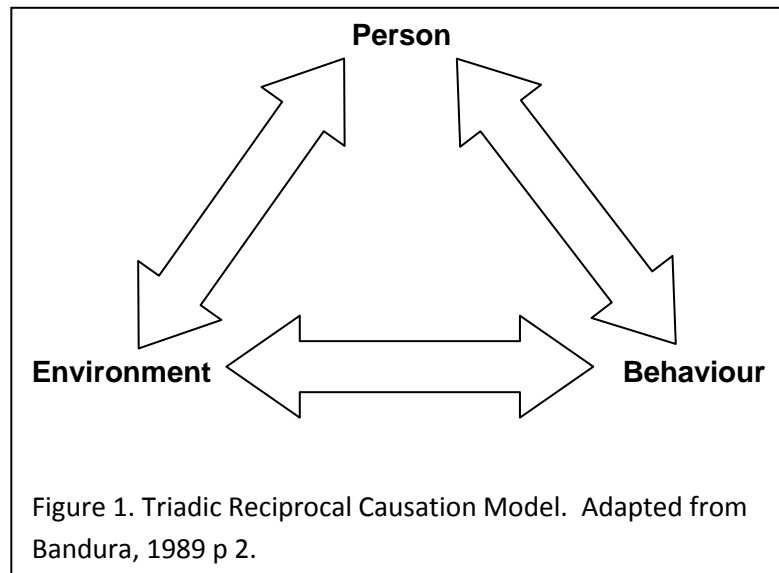 Person
Environment
Behaviour
Figure 1. Triadic Reciprocal Causation Model.  Adapted from
Bandura, 1989 p 2.